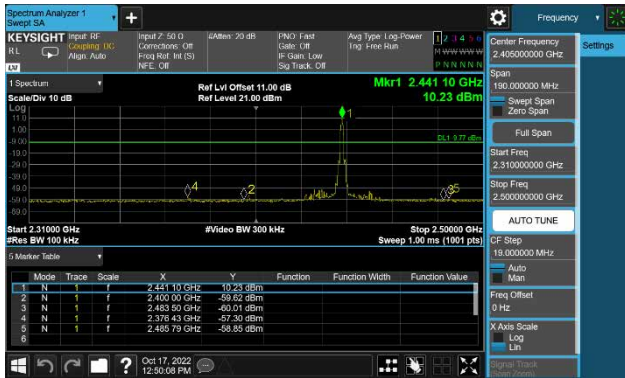 Spectrum Analyzer 1
Swept SA
Frequency
Settings
KEYSIGHT
RL
Input: RF
Coupling: DC
Align: Auto
Input Z: 50 Ω
Corrections: Off
Freq Ref: Int (S)
NFE: Off
#Atten: 20 dB
PNO: Fast
Gate: Off
IF Gain: Low
Sig Track: Off
Avg Type: Log-Power
Trig: Free Run
1 2 3 4 5 6
M W W W W W
P N N N N N
1 Spectrum
Scale/Div 10 dB
Ref Lvl Offset 11.00 dB
Ref Level 21.00 dBm
Mkr1 2.441 10 GHz
10.23 dBm
Log
11.0
1.00
-9.00
-19.0
-29.0
-39.0
-49.0
-59.0
-69.0
1
DL1 -9.77 dBm
4
2
3
5
Start 2.31000 GHz
#Video BW 300 kHz
Stop 2.50000 GHz
#Res BW 100 kHz
Sweep 1.00 ms (1001 pts)
5 Marker Table
Mode Trace Scale X Y Function Function Width Function Value
1 N 1 f 2.441 10 GHz 10.23 dBm
2 N 1 f 2.400 00 GHz -59.62 dBm
3 N 1 f 2.483 50 GHz -60.01 dBm
4 N 1 f 2.376 43 GHz -57.30 dBm
5 N 1 f 2.485 79 GHz -58.85 dBm
6
Oct 17, 2022
12:50:08 PM
Center Frequency
2.405000000 GHz
Span
190.000000 MHz
Swept Span
Zero Span
Full Span
Start Freq
2.310000000 GHz
Stop Freq
2.500000000 GHz
AUTO TUNE
CF Step
19.000000 MHz
Auto
Man
Freq Offset
0 Hz
X Axis Scale
Log
Lin
Signal Track
(Span Zoom)